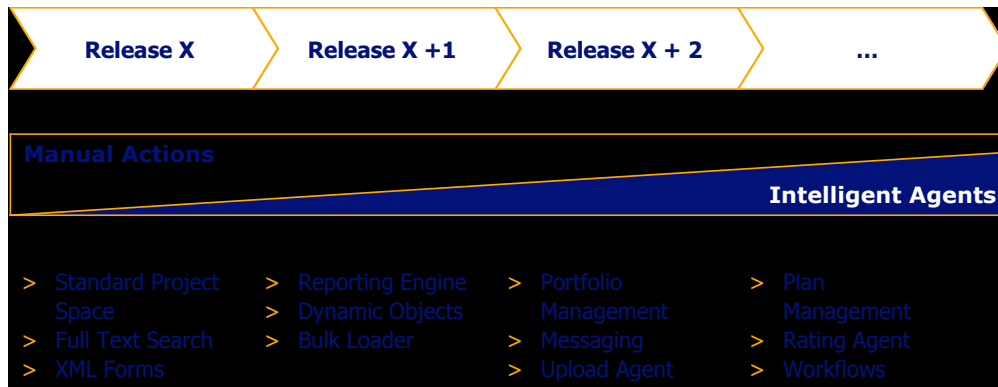 Release X
Release X +1
Release X + 2
...
Manual Actions
Intelligent Agents
> Standard Project
Space
> Full Text Search
> XML Forms
> Reporting Engine
> Dynamic Objects
> Bulk Loader
> Portfolio
Management
> Messaging
> Upload Agent
> Plan
Management
> Rating Agent
> Workflows